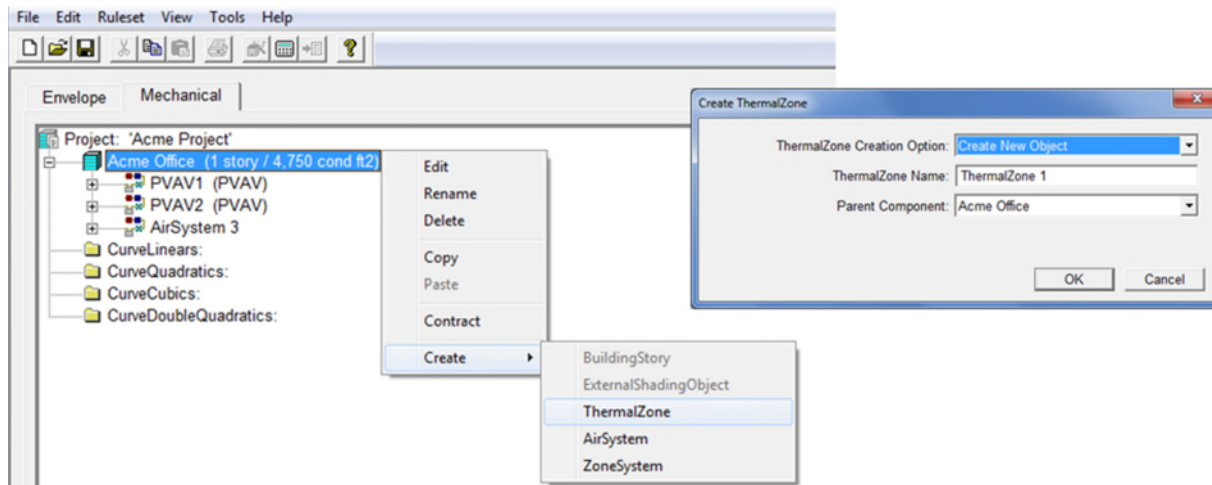 File Edit Ruleset View Tools Help
Envelope Mechanical
Project: 'Acme Project'
Acme Office (1 story / 4,750 cond ft2)
PVAV1 (PVAV)
PVAV2 (PVAV)
AirSystem 3
CurveLinears:
CurveQuadratics:
CurveCubics:
CurveDoubleQuadratics:
Edit
Rename
Delete
Copy
Paste
Contract
Create
BuildingStory
ExternalShadingObject
ThermalZone
AirSystem
ZoneSystem
Create ThermalZone
ThermalZone Creation Option: Create New Object
ThermalZone Name: ThermalZone 1
Parent Component: Acme Office
OK Cancel